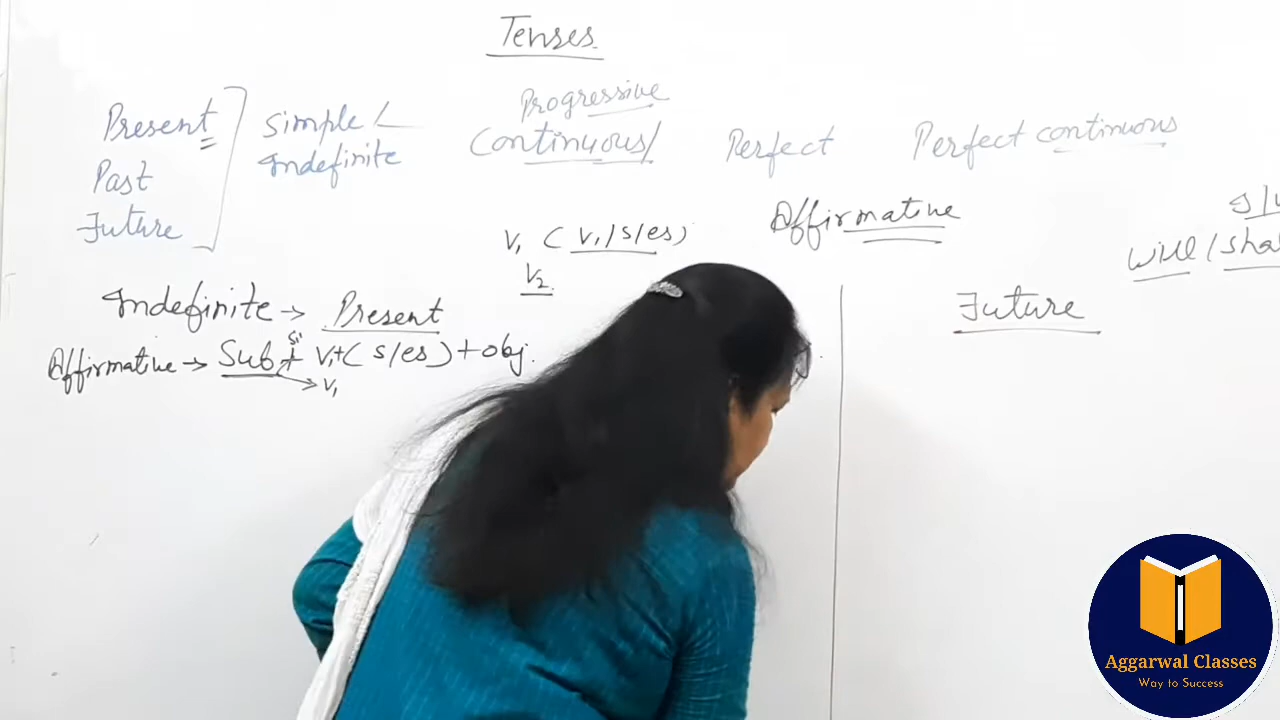 Tenses
Present
Past
Future
Simple/
Indefinite
Progressive
Continuous/
Perfect
Perfect continuous
V1 (V1/s/es)
V2
Affirmative
will/
Indefinite → Present
Future
Affirmative → Sub + V1+(s/es)+obj.
→V1
Aggarwal Classes
Way to Success